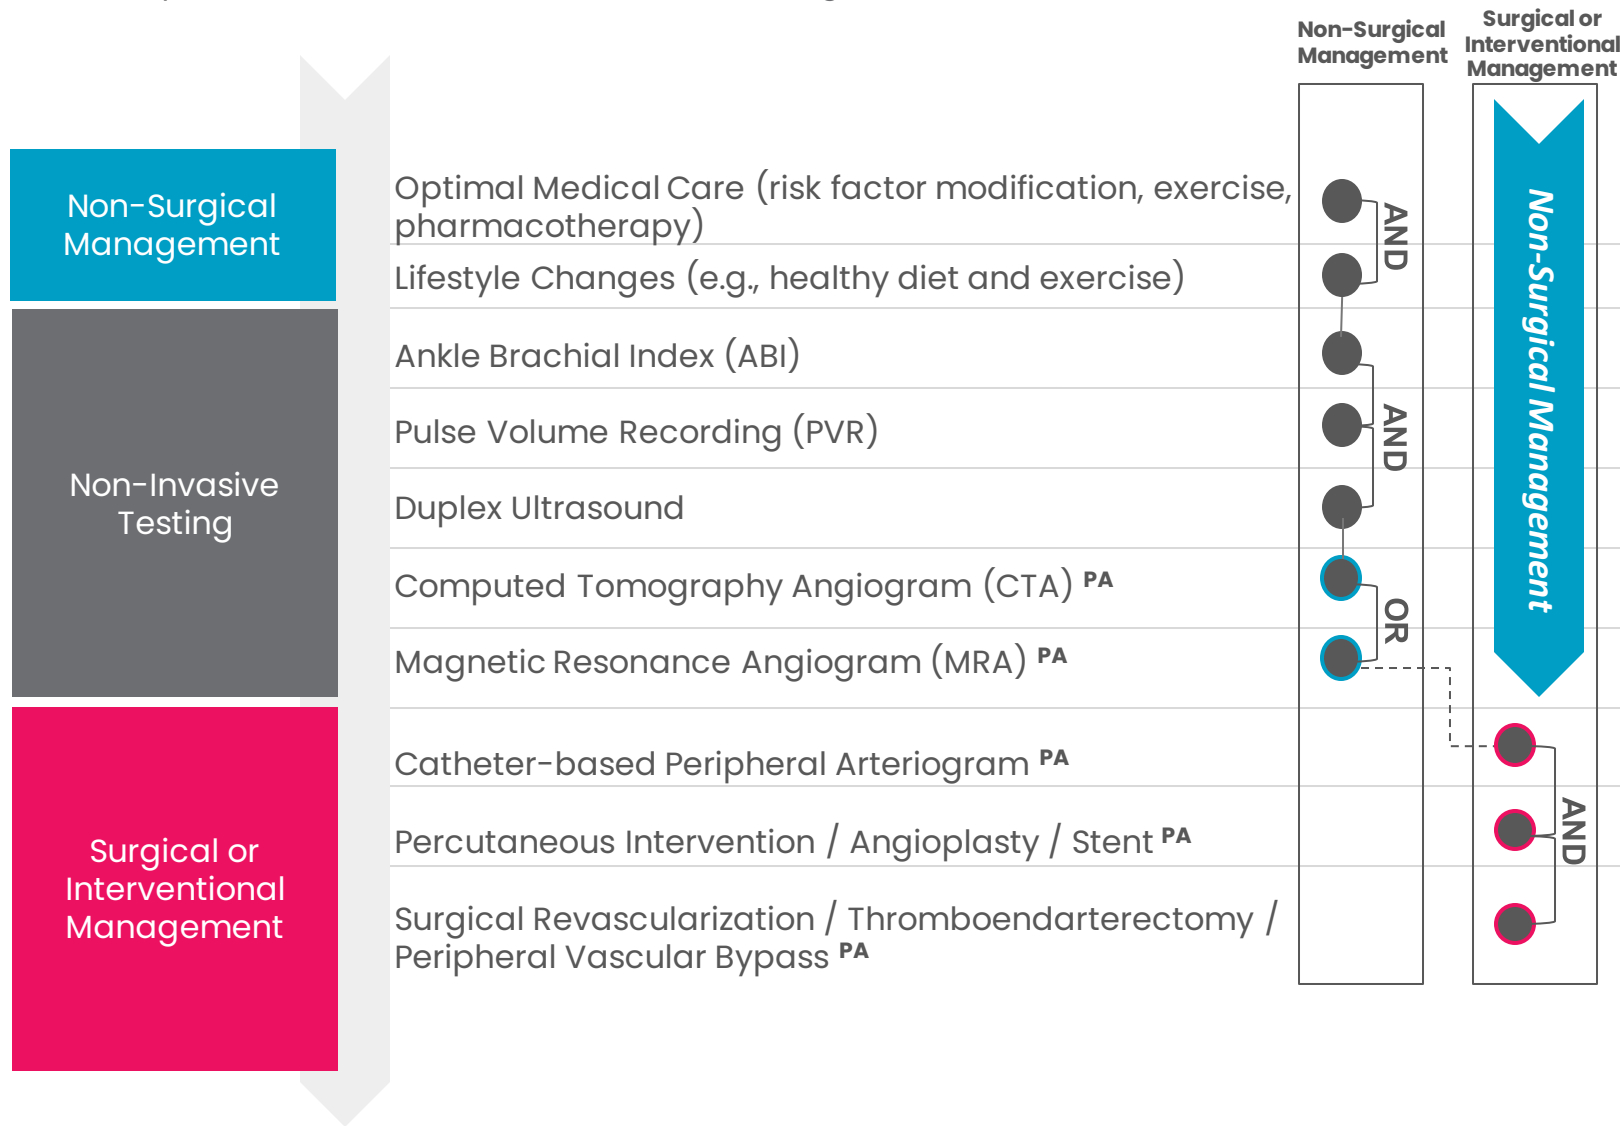 Non-Surgical
Management
Surgical or
Interventional
Management
Non-Surgical
Management
Optimal Medical Care (risk factor modification, exercise,
pharmacotherapy)
Lifestyle Changes (e.g., healthy diet and exercise)
AND
Non-Invasive
Testing
Ankle Brachial Index (ABI)
Pulse Volume Recording (PVR)
Duplex Ultrasound
AND
Computed Tomography Angiogram (CTA) PA
Magnetic Resonance Angiogram (MRA) PA
OR
Non-Surgical Management
Surgical or
Interventional
Management
Catheter-based Peripheral Arteriogram PA
Percutaneous Intervention / Angioplasty / Stent PA
Surgical Revascularization / Thromboendarterectomy /
Peripheral Vascular Bypass PA
AND